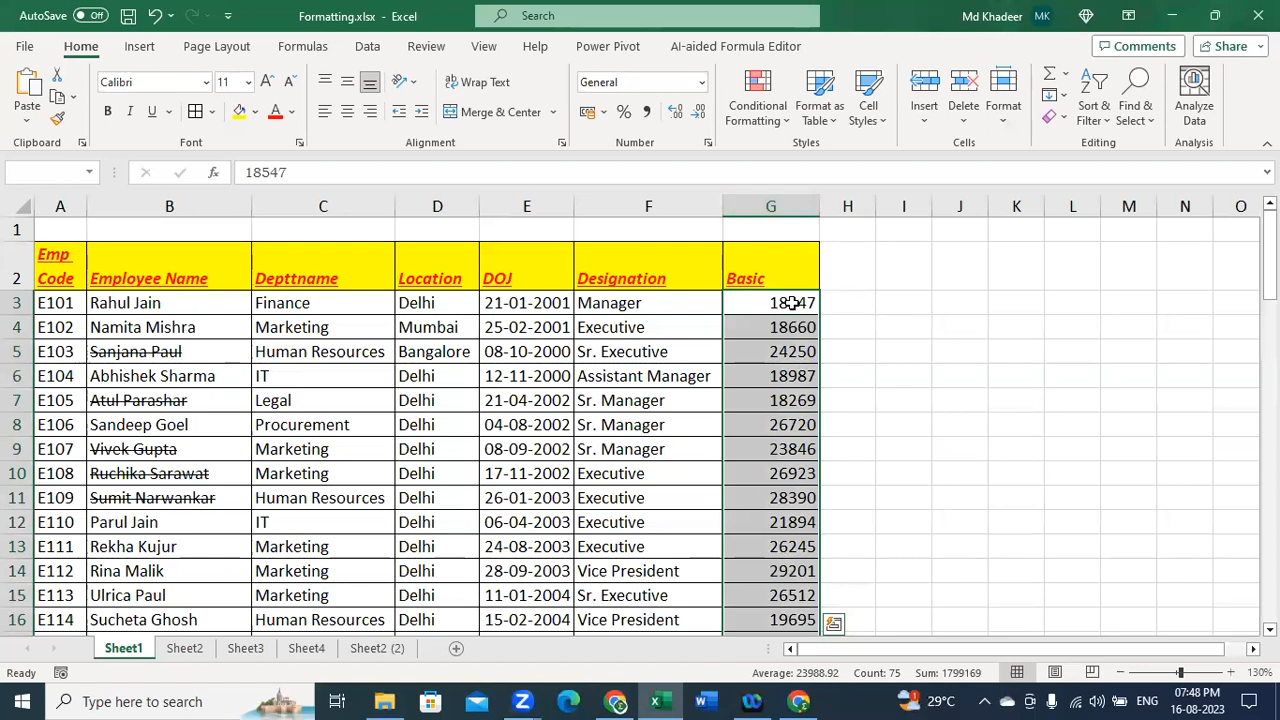 AutoSave Off Formatting.xlsx - Excel Search Md Khadeer MK
File Home Insert Page Layout Formulas Data Review View Help Power Pivot AI-aided Formula Editor Comments Share
Calibri 11 Wrap Text General
Paste B I U Merge & Center % Conditional Formatting Format as Table Cell Styles Insert Delete Format Sort & Filter Find & Select Analyze Data
Clipboard Font Alignment Number Styles Cells Editing Analysis
fx 18547
A B C D E F G H I J K L M N O
1
2 Emp Code Employee Name Depttname Location DOJ Designation Basic
3 E101 Rahul Jain Finance Delhi 21-01-2001 Manager 18547
4 E102 Namita Mishra Marketing Mumbai 25-02-2001 Executive 18660
5 E103 Sanjana Paul Human Resources Bangalore 08-10-2000 Sr. Executive 24250
6 E104 Abhishek Sharma IT Delhi 12-11-2000 Assistant Manager 18987
7 E105 Atul Parashar Legal Delhi 21-04-2002 Sr. Manager 18269
8 E106 Sandeep Goel Procurement Delhi 04-08-2002 Sr. Manager 26720
9 E107 Vivek Gupta Marketing Delhi 08-09-2002 Sr. Manager 23846
10 E108 Ruchika Sarawat Marketing Delhi 17-11-2002 Executive 26923
11 E109 Sumit Narwankar Human Resources Delhi 26-01-2003 Executive 28390
12 E110 Parul Jain IT Delhi 06-04-2003 Executive 21894
13 E111 Rekha Kujur Marketing Delhi 24-08-2003 Executive 26245
14 E112 Rina Malik Marketing Delhi 28-09-2003 Vice President 29201
15 E113 Ulrica Paul Marketing Delhi 11-01-2004 Sr. Executive 26512
16 E114 Sucheta Ghosh Human Resources Delhi 15-02-2004 Vice President 19695
Sheet1 Sheet2 Sheet3 Sheet4 Sheet2 (2)
Ready Average: 23988.92 Count: 75 Sum: 1799169 130%
Type here to search 29°C ENG 07:48 PM
16-08-2023